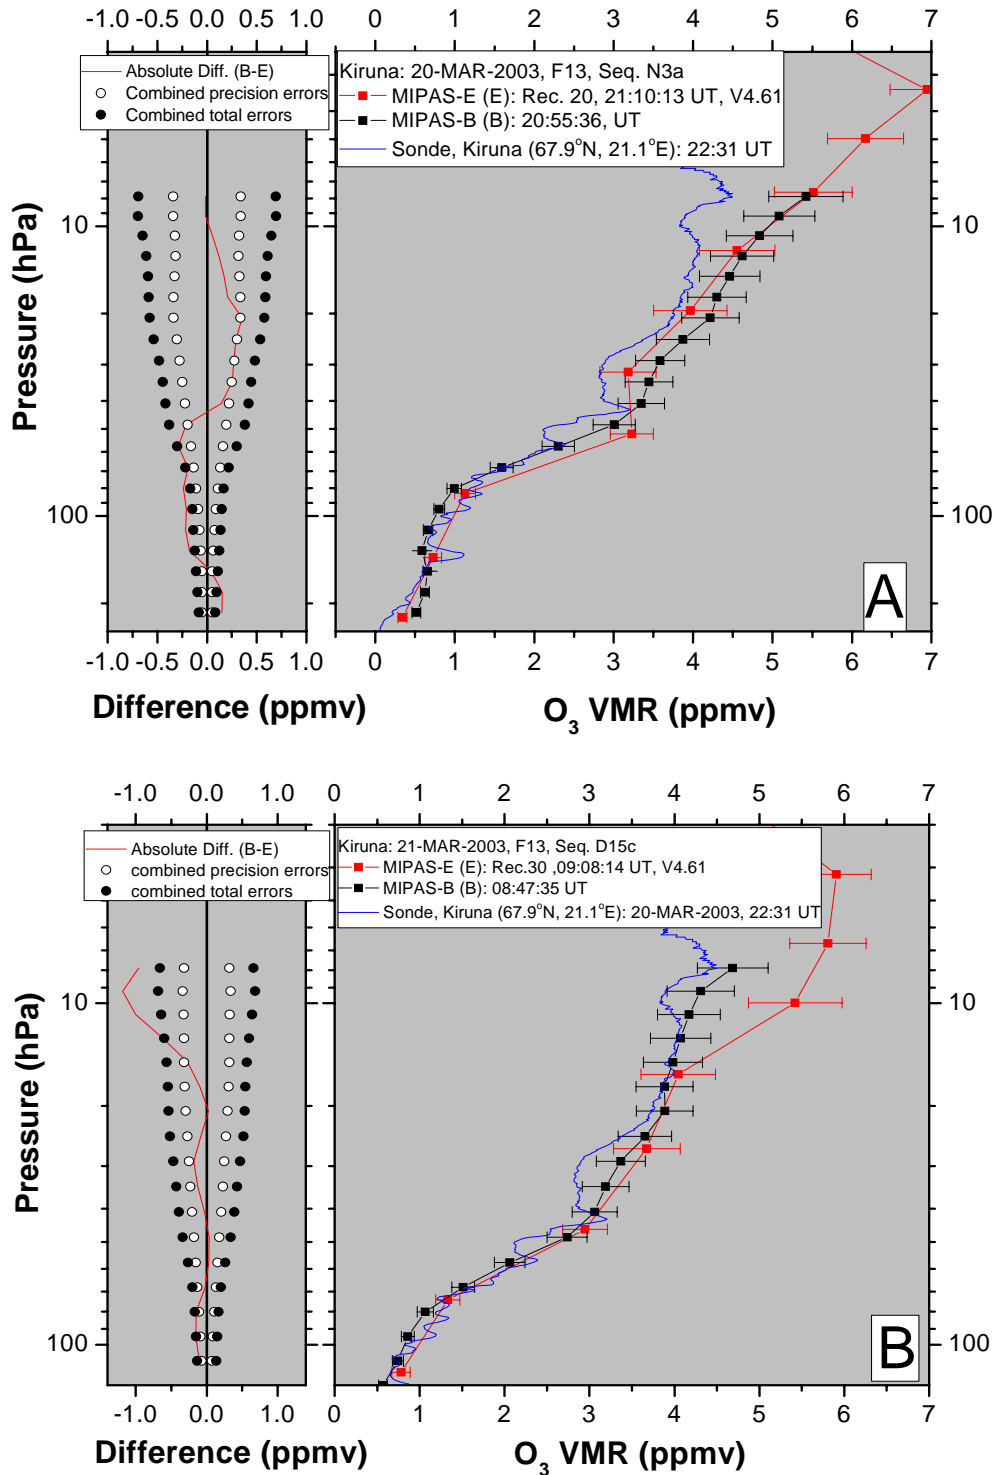 -1.0 -0.5 0.0 0.5 1.0
0 1 2 3 4 5 6 7
Absolute Diff. (B-E)
Combined precision errors
Combined total errors
Kiruna: 20-MAR-2003, F13, Seq. N3a
MIPAS-E (E): Rec. 20, 21:10:13 UT, V4.61
MIPAS-B (B): 20:55:36, UT
Sonde, Kiruna (67.9°N, 21.1°E): 22:31 UT
Pressure (hPa)
10
100
10
100
A
-1.0 -0.5 0.0 0.5 1.0
0 1 2 3 4 5 6 7
Difference (ppmv)
O3 VMR (ppmv)
-1.0 0.0 1.0
0 1 2 3 4 5 6 7
Absolute Diff. (B-E)
combined precision errors
combined total errors
Kiruna: 21-MAR-2003, F13, Seq. D15c
MIPAS-E (E): Rec.30 ,09:08:14 UT, V4.61
MIPAS-B (B): 08:47:35 UT
Sonde, Kiruna (67.9°N, 21.1°E): 20-MAR-2003, 22:31 UT
Pressure (hPa)
10
100
10
100
B
-1.0 0.0 1.0
0 1 2 3 4 5 6 7
Difference (ppmv)
O3 VMR (ppmv)